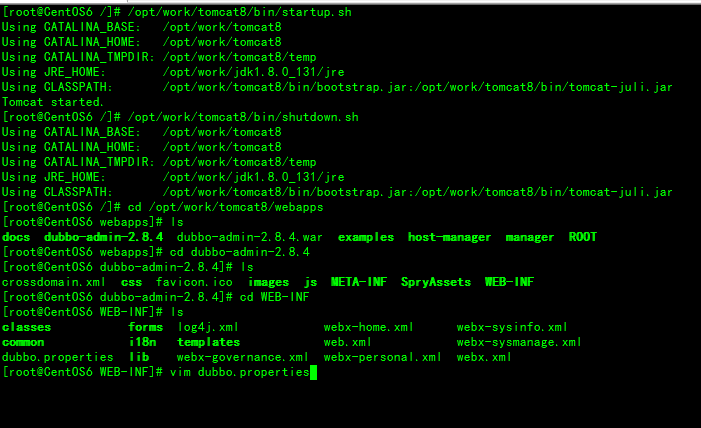 [root@CentOS6 /]# /opt/work/tomcat8/bin/startup.sh
Using CATALINA_BASE:   /opt/work/tomcat8
Using CATALINA_HOME:   /opt/work/tomcat8
Using CATALINA_TMPDIR: /opt/work/tomcat8/temp
Using JRE_HOME:        /opt/work/jdk1.8.0_131/jre
Using CLASSPATH:       /opt/work/tomcat8/bin/bootstrap.jar:/opt/work/tomcat8/bin/tomcat-juli.jar
Tomcat started.
[root@CentOS6 /]# /opt/work/tomcat8/bin/shutdown.sh
Using CATALINA_BASE:   /opt/work/tomcat8
Using CATALINA_HOME:   /opt/work/tomcat8
Using CATALINA_TMPDIR: /opt/work/tomcat8/temp
Using JRE_HOME:        /opt/work/jdk1.8.0_131/jre
Using CLASSPATH:       /opt/work/tomcat8/bin/bootstrap.jar:/opt/work/tomcat8/bin/tomcat-juli.jar
[root@CentOS6 /]# cd /opt/work/tomcat8/webapps
[root@CentOS6 webapps]# ls
docs  dubbo-admin-2.8.4  dubbo-admin-2.8.4.war  examples  host-manager  manager  ROOT
[root@CentOS6 webapps]# cd dubbo-admin-2.8.4
[root@CentOS6 dubbo-admin-2.8.4]# ls
crossdomain.xml  css  favicon.ico  images  js  META-INF  SpryAssets  WEB-INF
[root@CentOS6 dubbo-admin-2.8.4]# cd WEB-INF
[root@CentOS6 WEB-INF]# ls
classes           forms  log4j.xml             webx-home.xml      webx-sysinfo.xml
common            i18n   templates             web.xml            webx-sysmanage.xml
dubbo.properties  lib    webx-governance.xml  webx-personal.xml  webx.xml
[root@CentOS6 WEB-INF]# vim dubbo.properties